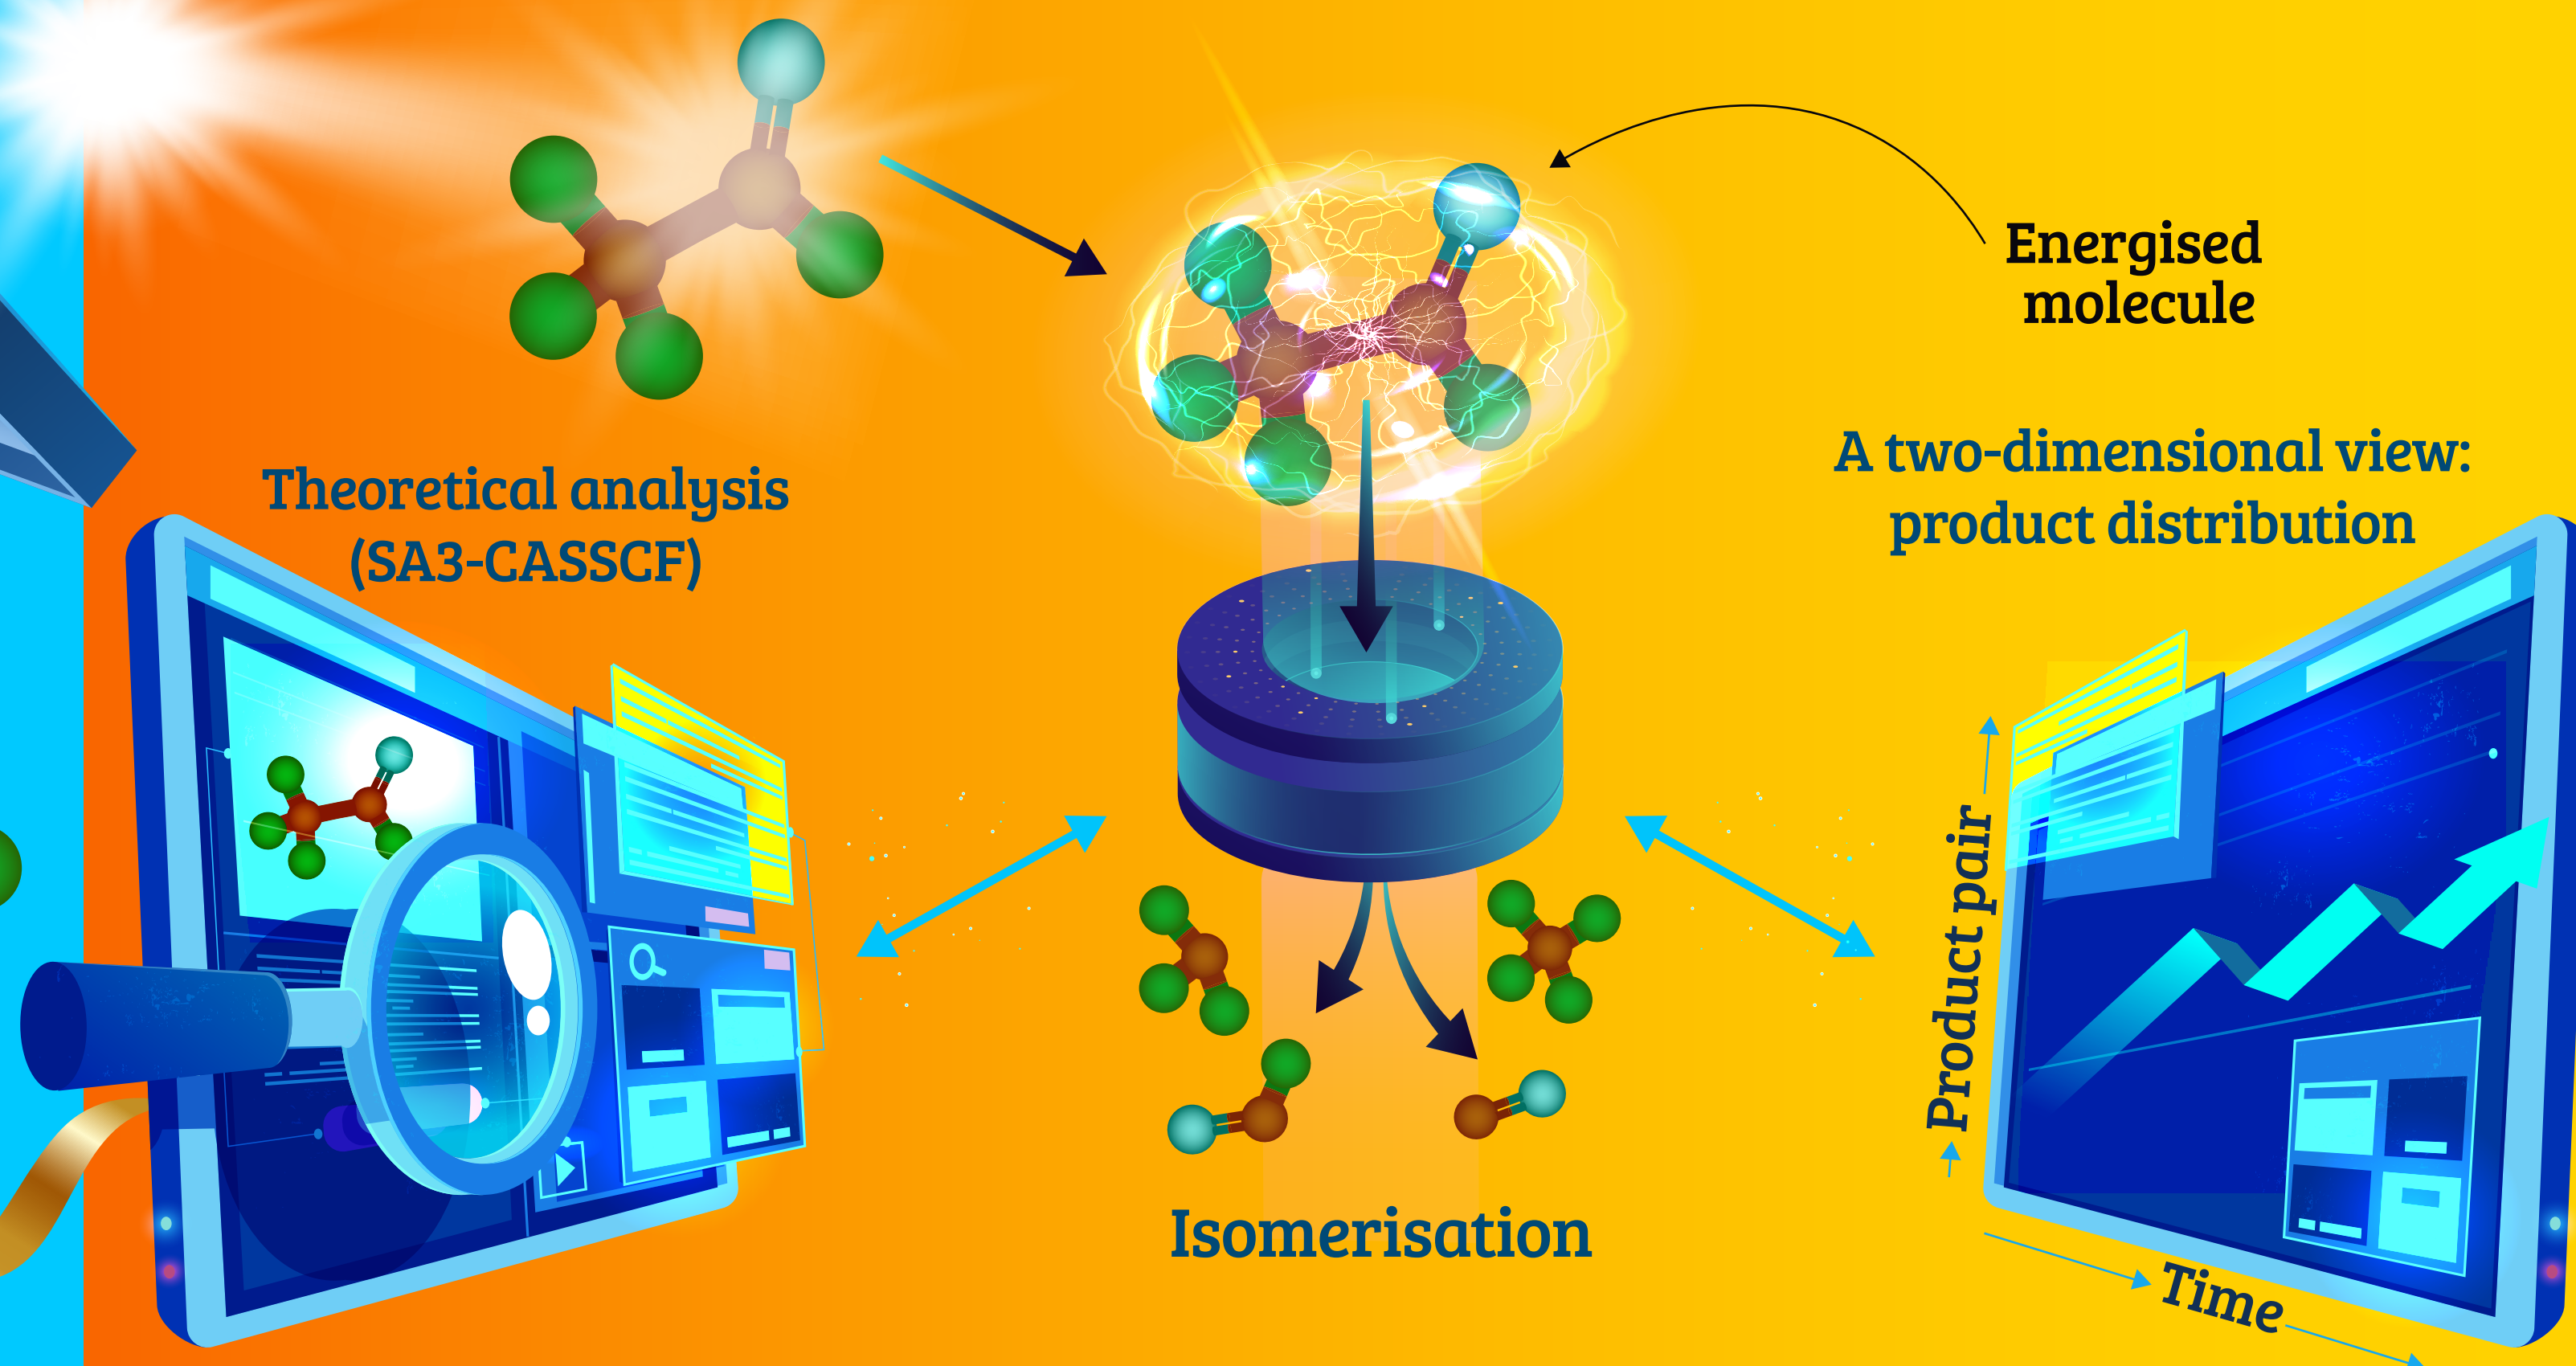 Energised
molecule
Theoretical analysis
(SA3-CASSCF)
A two-dimensional view:
product distribution
Product pair
Isomerisation
Time